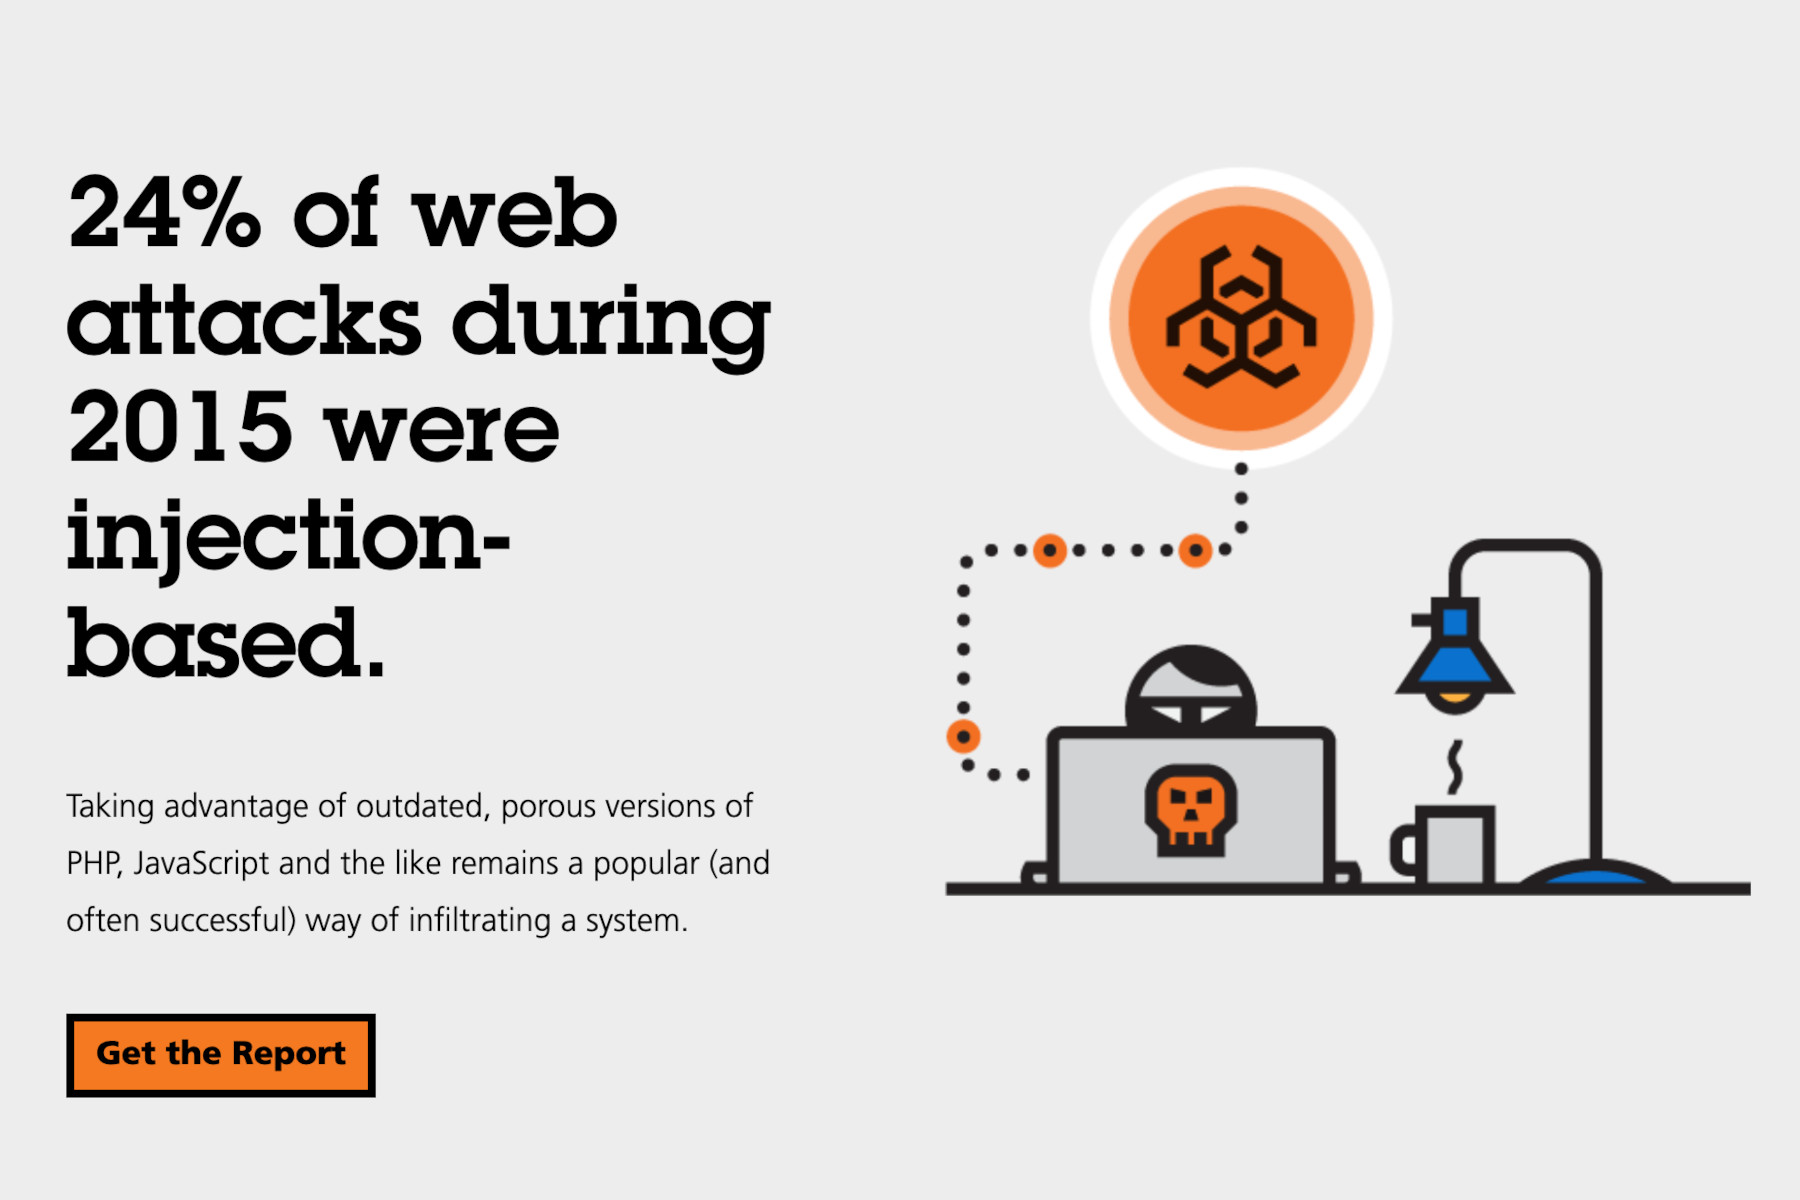 24% of web
attacks during
2015 were
injection-
based.
Taking advantage of outdated, porous versions of
PHP, JavaScript and the like remains a popular (and
often successful) way of infiltrating a system.
Get the Report